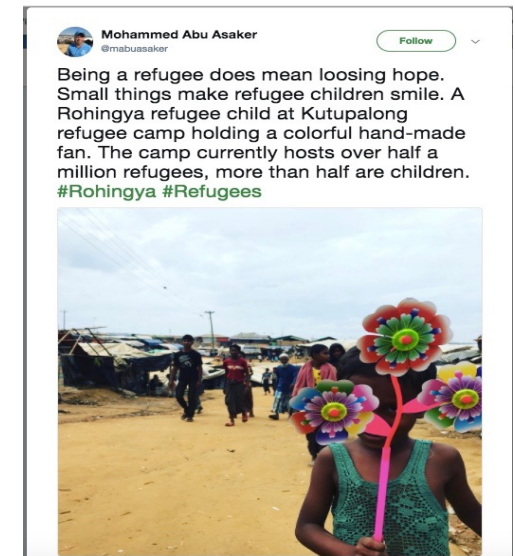 Mohammed Abu Asaker
@mabuasaker
Follow
Being a refugee does mean loosing hope.
Small things make refugee children smile. A
Rohingya refugee child at Kutupalong
refugee camp holding a colorful hand-made
fan. The camp currently hosts over half a
million refugees, more than half are children.
#Rohingya #Refugees